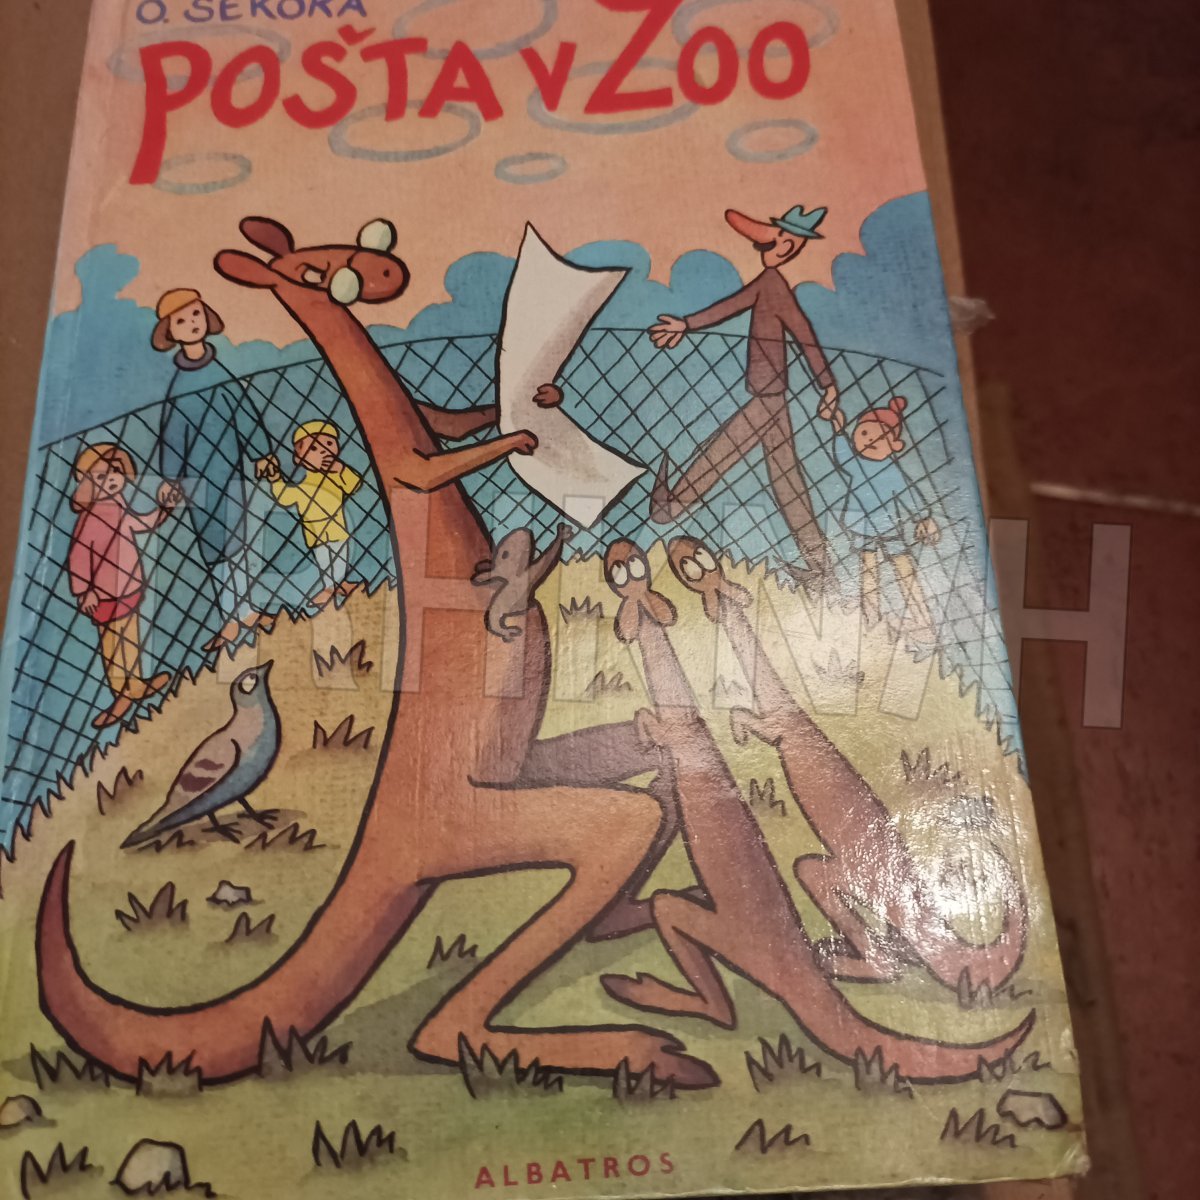 O. SEKORA
POŠTA V ZOO
ALBATROS